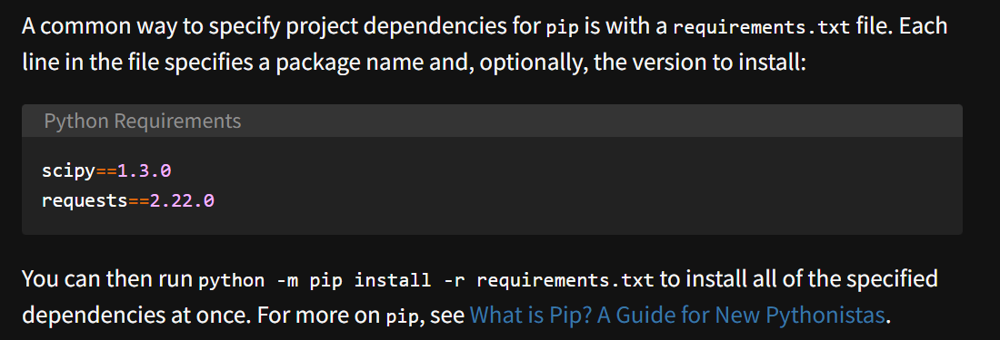 A common way to specify project dependencies for pip is with a requirements.txt file. Each
line in the file specifies a package name and, optionally, the version to install:
Python Requirements
scipy==1.3.0
requests==2.22.0
You can then run python -m pip install -r requirements.txt to install all of the specified
dependencies at once. For more on pip, see What is Pip? A Guide for New Pythonistas.